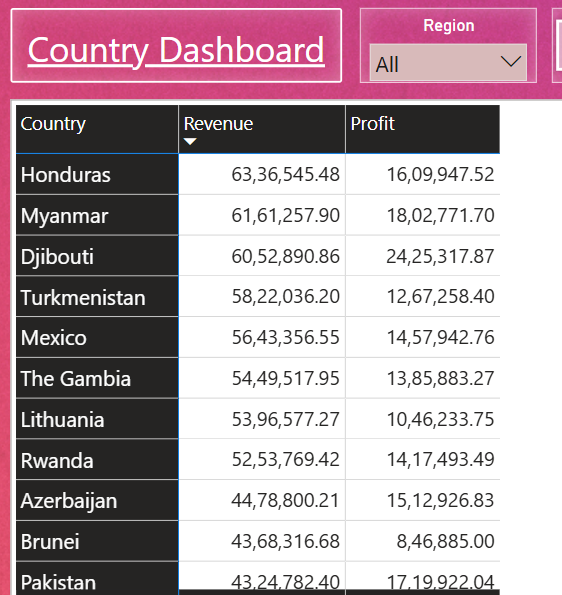 Country Dashboard
Region
All
Country Revenue Profit
Honduras 63,36,545.48 16,09,947.52
Myanmar 61,61,257.90 18,02,771.70
Djibouti 60,52,890.86 24,25,317.87
Turkmenistan 58,22,036.20 12,67,258.40
Mexico 56,43,356.55 14,57,942.76
The Gambia 54,49,517.95 13,85,883.27
Lithuania 53,96,577.27 10,46,233.75
Rwanda 52,53,769.42 14,17,493.49
Azerbaijan 44,78,800.21 15,12,926.83
Brunei 43,68,316.68 8,46,885.00
Pakistan 43,24,782.40 17,19,922.04